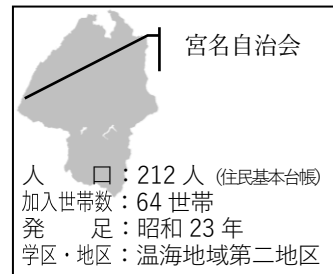 宮名自治会
人　　口：212 人（住民基本台帳）
加入世帯数：64 世帯
発　　足：昭和 23 年
学区・地区：温海地域第二地区